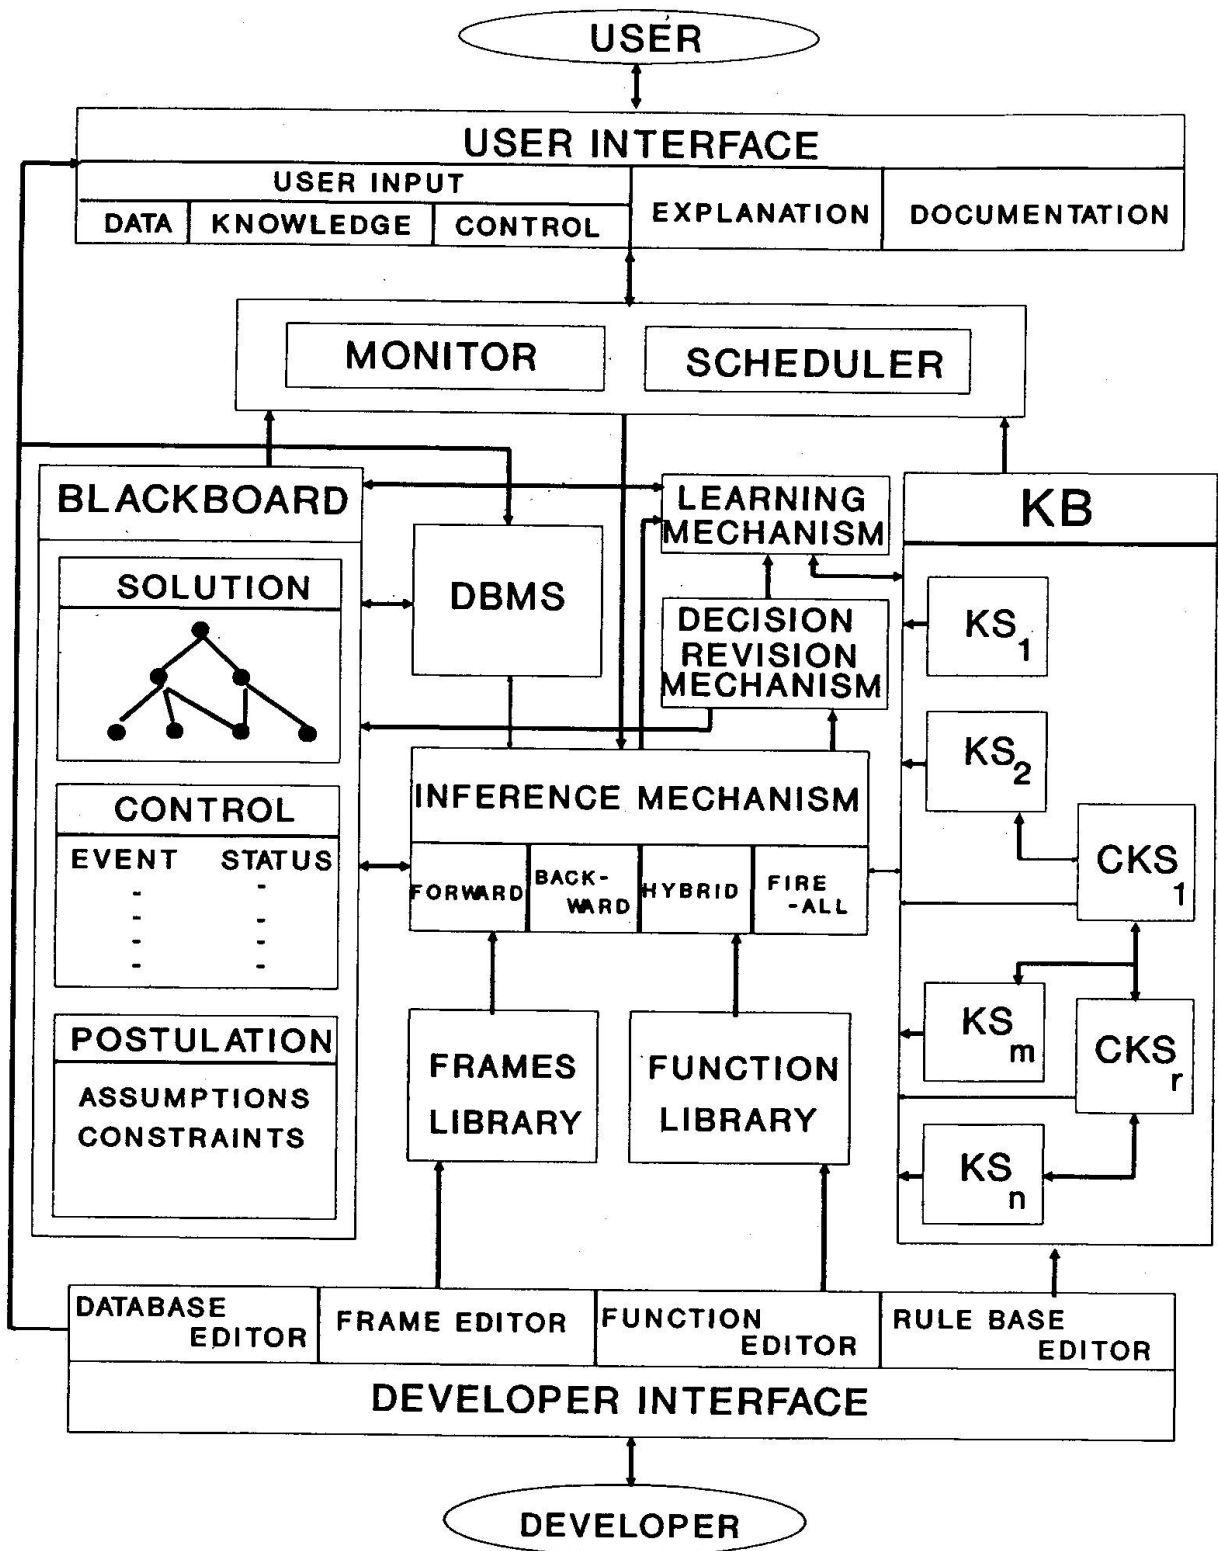 USER
USER INTERFACE
USER INPUT
DATA
KNOWLEDGE
CONTROL
EXPLANATION
DOCUMENTATION
MONITOR
SCHEDULER
BLACKBOARD
SOLUTION
CONTROL
EVENT STATUS
- -
- -
- -
POSTULATION
ASSUMPTIONS
CONSTRAINTS
DBMS
LEARNING
MECHANISM
DECISION
REVISION
MECHANISM
INFERENCE MECHANISM
FORWARD
BACK-
WARD
HYBRID
FIRE
-ALL
FRAMES
LIBRARY
FUNCTION
LIBRARY
KB
KS1
KS2
CKS1
KSm
CKSr
KSn
DATABASE
EDITOR
FRAME EDITOR
FUNCTION
EDITOR
RULE BASE
EDITOR
DEVELOPER INTERFACE
DEVELOPER